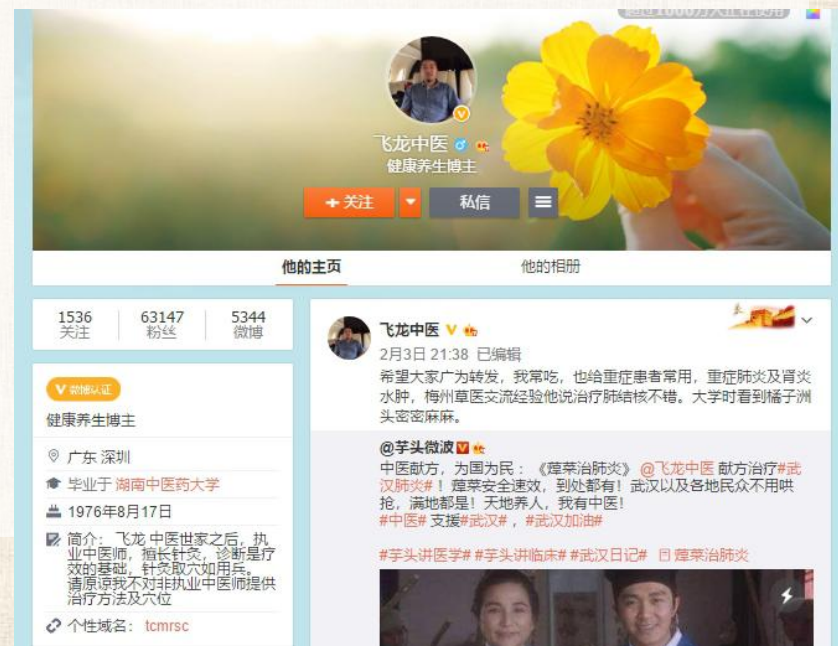 超过1000万人正在使用
飞龙中医
健康养生博主
+关注
私信
他的主页
他的相册
1536
关注
63147
粉丝
5344
微博
V 微博认证
健康养生博主
广东 深圳
毕业于 湖南中医药大学
1976年8月17日
简介： 飞龙 中医世家之后，执
业中医师，擅长针灸，诊断是疗
效的基础，针灸取穴如用兵。
请原谅我不对非执业中医师提供
治疗方法及穴位
个性域名： tcmrsc
飞龙中医
2月3日 21:38 已编辑
希望大家广为转发，我常吃，也给重症患者常用，重症肺炎及肾炎
水肿，梅州草医交流经验他说治疗肺结核不错。大学时看到橘子洲
头密密麻麻。
@芋头微波
中医献方，为国为民：《蔊菜治肺炎》@飞龙中医 献方治疗#武
汉肺炎#！蔊菜安全速效，到处都有！武汉以及各地民众不用哄
抢，满地都是！天地养人，我有中医！
#中医# 支援#武汉#，#武汉加油#
#芋头讲医学# #芋头讲临床# #武汉日记# 蔊菜治肺炎